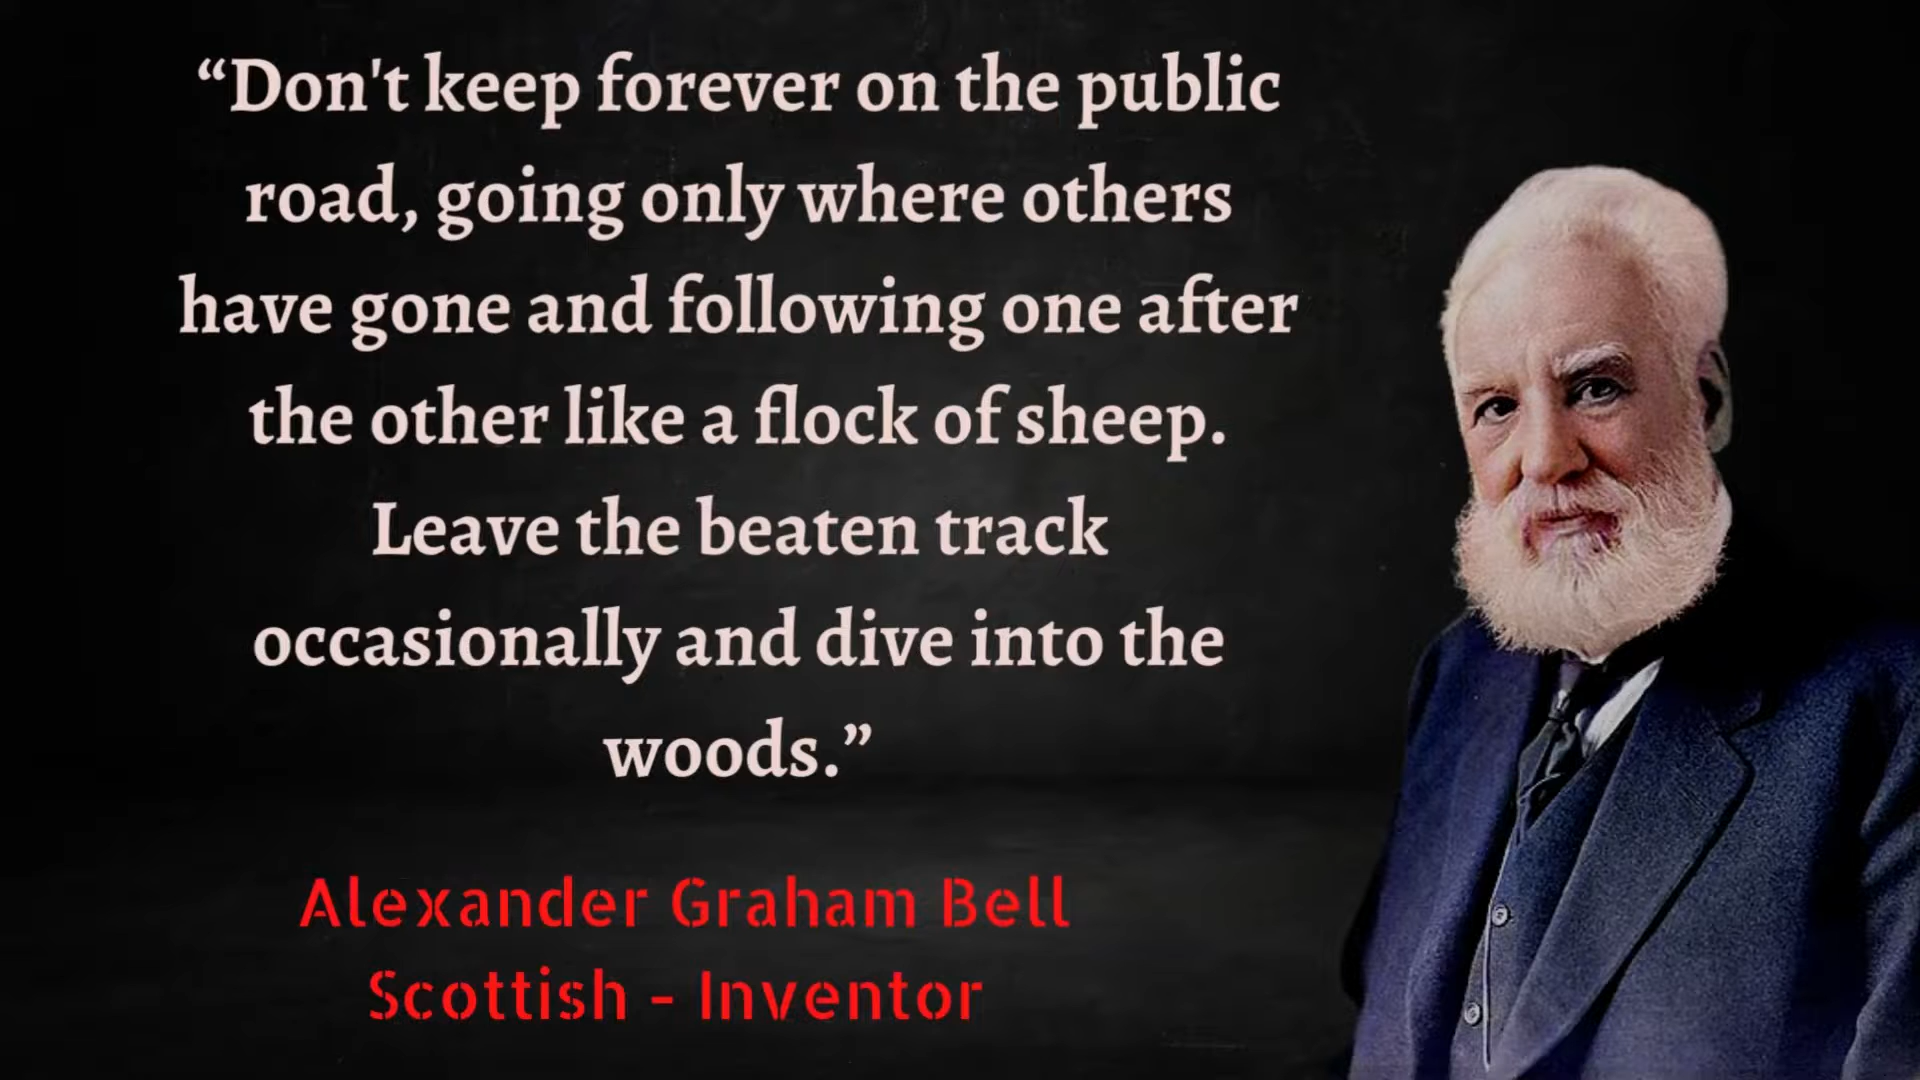 “Don't keep forever on the public
road, going only where others
have gone and following one after
the other like a flock of sheep.
Leave the beaten track
occasionally and dive into the
woods.”
Alexander Graham Bell
Scottish - Inventor